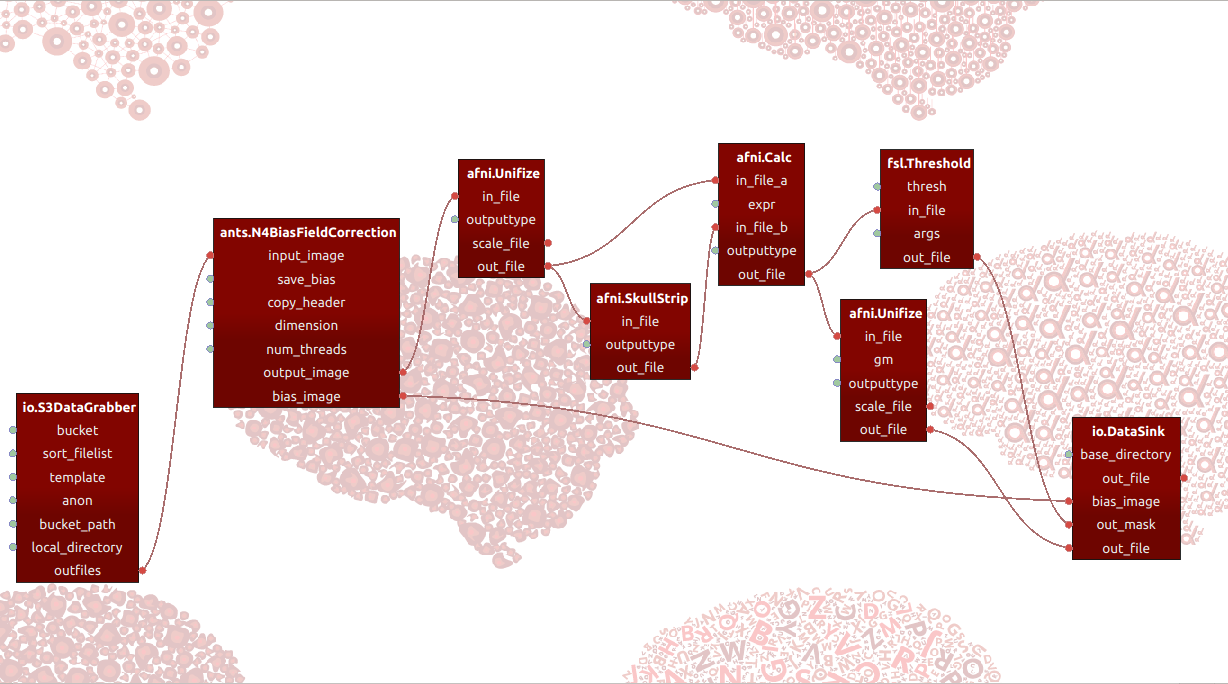 io.S3DataGrabber
bucket
sort_filelist
template
anon
bucket_path
local_directory
outfiles
ants.N4BiasFieldCorrection
input_image
save_bias
copy_header
dimension
num_threads
output_image
bias_image
afni.Unifize
in_file
outputtype
scale_file
out_file
afni.SkullStrip
in_file
outputtype
out_file
afni.Calc
in_file_a
expr
in_file_b
outputtype
out_file
fsl.Threshold
thresh
in_file
args
out_file
afni.Unifize
in_file
gm
outputtype
scale_file
out_file
io.DataSink
base_directory
out_file
bias_image
out_mask
out_file